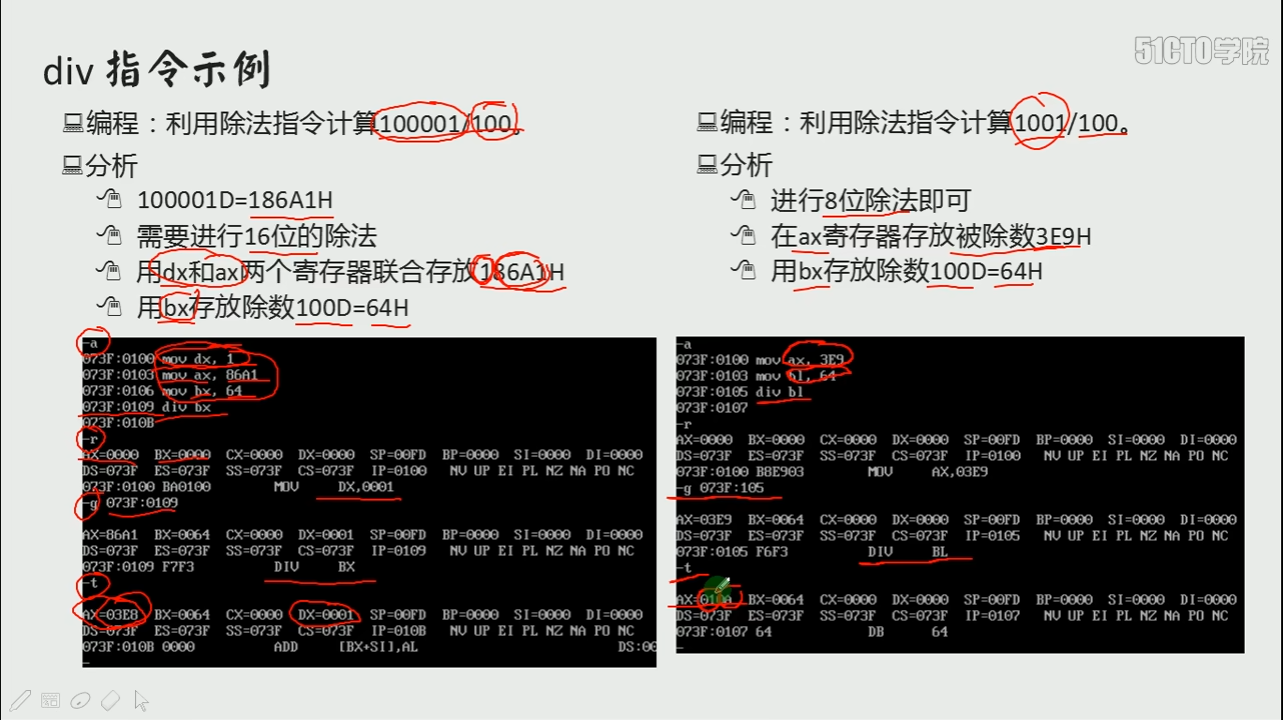 51CTO学院
div 指令示例
编程：利用除法指令计算100001/100。
分析
100001D=186A1H
需要进行16位的除法
用dx和ax两个寄存器联合存放186A1H
用bx存放除数100D=64H
-a
073F:0100 mov dx, 1
073F:0103 mov ax, 86A1
073F:0106 mov bx, 64
073F:0109 div bx
073F:010B
-r
AX=0000 BX=0000 CX=0000 DX=0000 SP=00FD BP=0000 SI=0000 DI=0000
DS=073F ES=073F SS=073F CS=073F IP=0100 NV UP EI PL NZ NA PO NC
073F:0100 BA0100 MOV DX,0001
-g 073F:0109
AX=86A1 BX=0064 CX=0000 DX=0001 SP=00FD BP=0000 SI=0000 DI=0000
DS=073F ES=073F SS=073F CS=073F IP=0109 NV UP EI PL NZ NA PO NC
073F:0109 F7F3 DIV BX
-t
AX=03E8 BX=0064 CX=0000 DX=0001 SP=00FD BP=0000 SI=0000 DI=0000
DS=073F ES=073F SS=073F CS=073F IP=010B NV UP EI PL NZ NA PO NC
073F:010B 0000 ADD [BX+SI],AL DS:00
-
编程：利用除法指令计算1001/100。
分析
进行8位除法即可
在ax寄存器存放被除数3E9H
用bx存放除数100D=64H
-a
073F:0100 mov ax, 3E9
073F:0103 mov bl, 64
073F:0105 div bl
073F:0107
-r
AX=0000 BX=0000 CX=0000 DX=0000 SP=00FD BP=0000 SI=0000 DI=0000
DS=073F ES=073F SS=073F CS=073F IP=0100 NV UP EI PL NZ NA PO NC
073F:0100 B8E903 MOV AX,03E9
-g 073F:105
AX=03E9 BX=0064 CX=0000 DX=0000 SP=00FD BP=0000 SI=0000 DI=0000
DS=073F ES=073F SS=073F CS=073F IP=0105 NV UP EI PL NZ NA PO NC
073F:0105 F6F3 DIV BL
-t
AX=010A BX=0064 CX=0000 DX=0000 SP=00FD BP=0000 SI=0000 DI=0000
DS=073F ES=073F SS=073F CS=073F IP=0107 NV UP EI PL NZ NA PO NC
073F:0107 64 DB 64
-